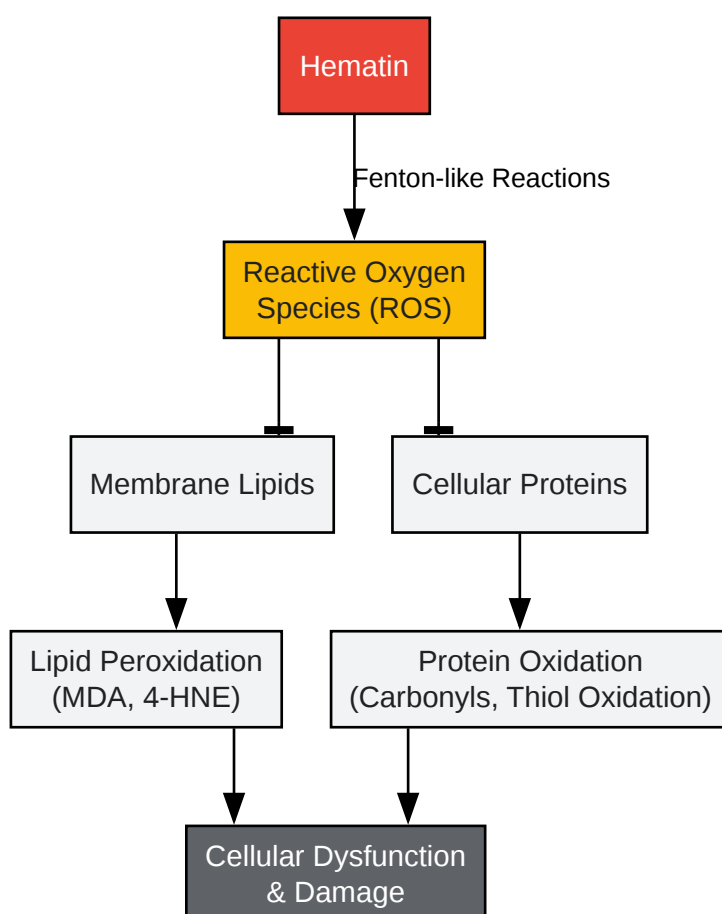 Hematin
Fenton-like Reactions
Reactive Oxygen
Species (ROS)
Membrane Lipids
Cellular Proteins
Lipid Peroxidation
(MDA, 4-HNE)
Protein Oxidation
(Carbonyls, Thiol Oxidation)
Cellular Dysfunction
& Damage